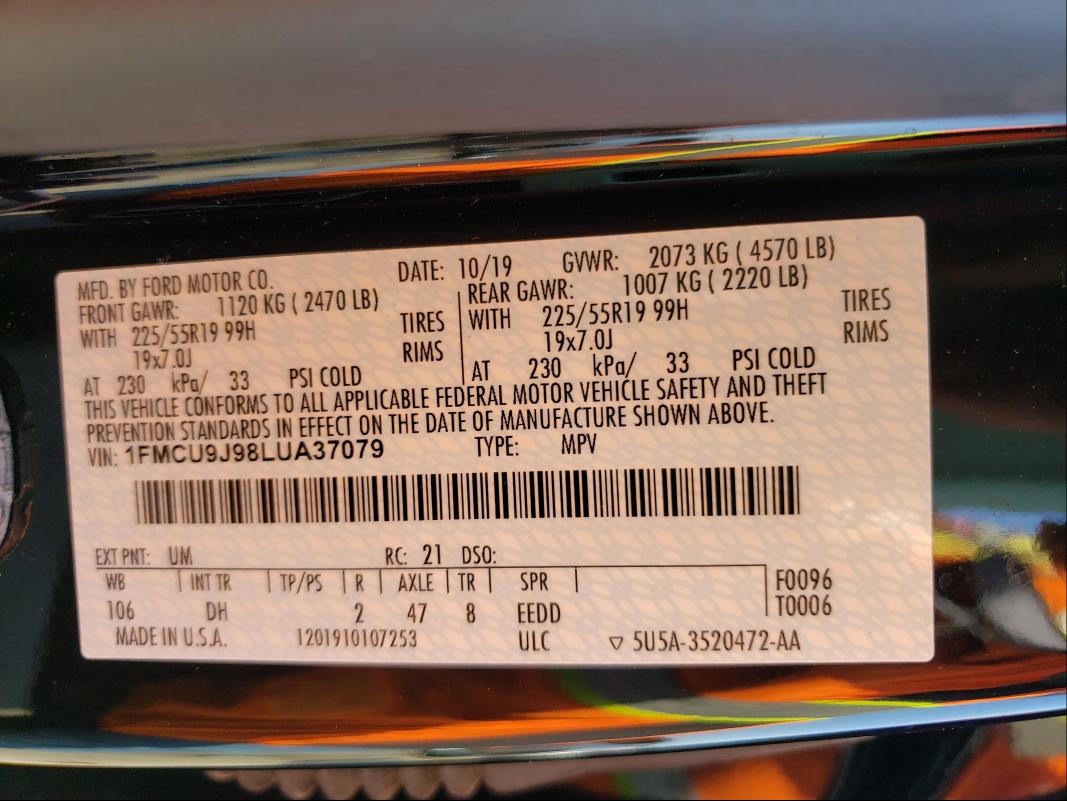 MFD. BY FORD MOTOR CO. DATE: 10/19 GVWR: 2073 KG ( 4570 LB)
FRONT GAWR: 1120 KG ( 2470 LB) REAR GAWR: 1007 KG ( 2220 LB)
WITH 225/55R19 99H TIRES WITH 225/55R19 99H TIRES
19x7.0J RIMS 19x7.0J RIMS
AT 230 kPa/ 33 PSI COLD AT 230 kPa/ 33 PSI COLD
THIS VEHICLE CONFORMS TO ALL APPLICABLE FEDERAL MOTOR VEHICLE SAFETY AND THEFT
PREVENTION STANDARDS IN EFFECT ON THE DATE OF MANUFACTURE SHOWN ABOVE.
VIN: 1FMCU9J98LUA37079 TYPE: MPV
EXT PNT: UM RC: 21 DSO:
WB INT TR TP/PS R AXLE TR SPR F0096
106 DH 2 47 8 EEDD T0006
MADE IN U.S.A. 1201910107253 ULC ▽ 5U5A-3520472-AA